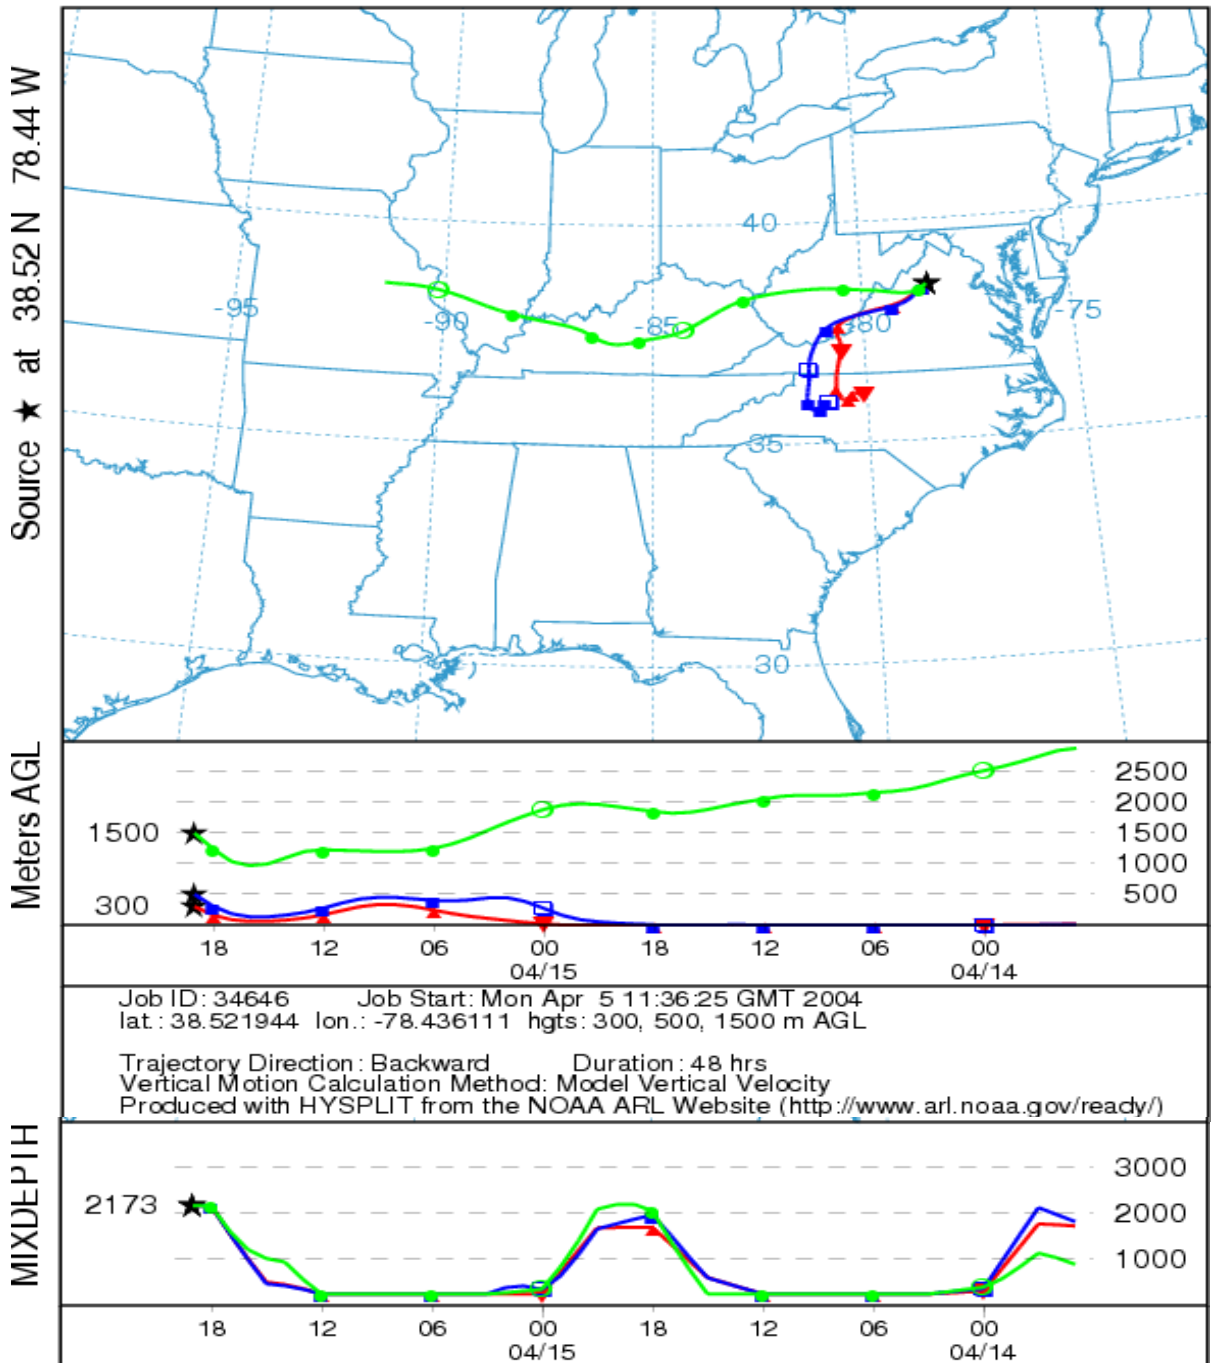 Source ★ at 38.52 N 78.44 W
40
-95
-90
-85
-80
-75
35
30
Meters AGL
2500
2000
1500
1500
1000
500
300
18 12 06 00 18 12 06 00
04/15 04/14
Job ID: 34646 Job Start: Mon Apr 5 11:36:25 GMT 2004
lat.: 38.521944 lon.: -78.436111 hgts: 300, 500, 1500 m AGL
Trajectory Direction: Backward Duration: 48 hrs
Vertical Motion Calculation Method: Model Vertical Velocity
Produced with HYSPLIT from the NOAA ARL Website (http://www.arl.noaa.gov/ready/)
MIXDEPTH
3000
2173
2000
1000
18 12 06 00 18 12 06 00
04/15 04/14